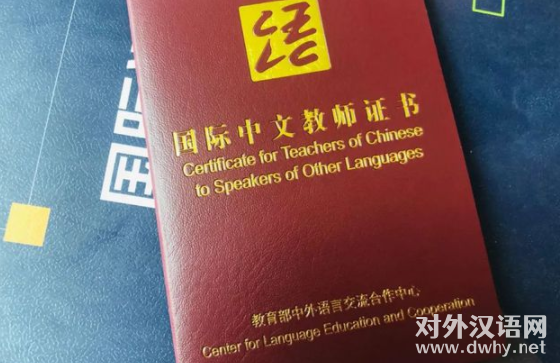 国际中文教师证书
Certificate for Teachers of Chinese
to Speakers of Other Languages
教育部中外语言交流合作中心
Center for Language Education and Cooperation
对外汉语网
www.dwhy.net